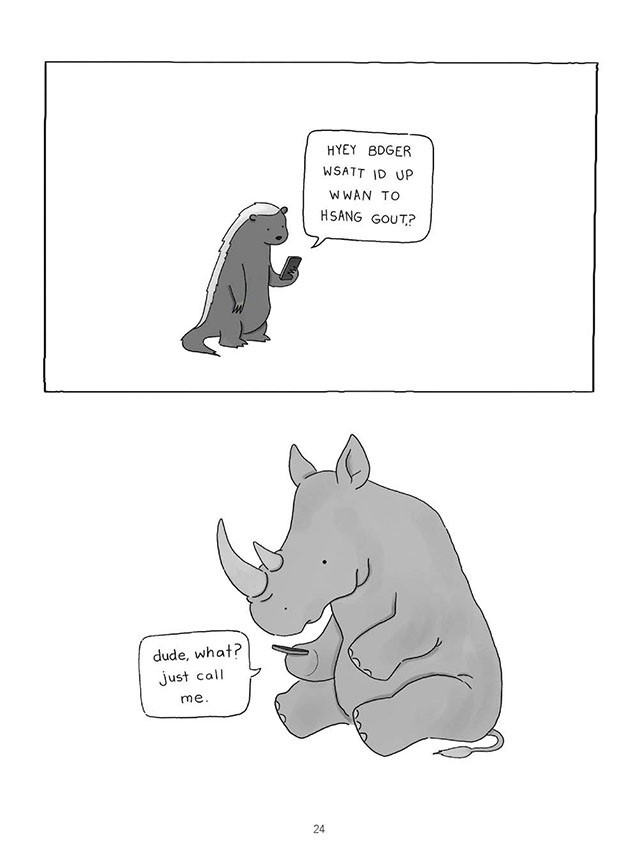 HYEY BDGER
WSATT ID UP
WWAN TO
HSANG GOUT,?
dude, what?
just call
me.
24